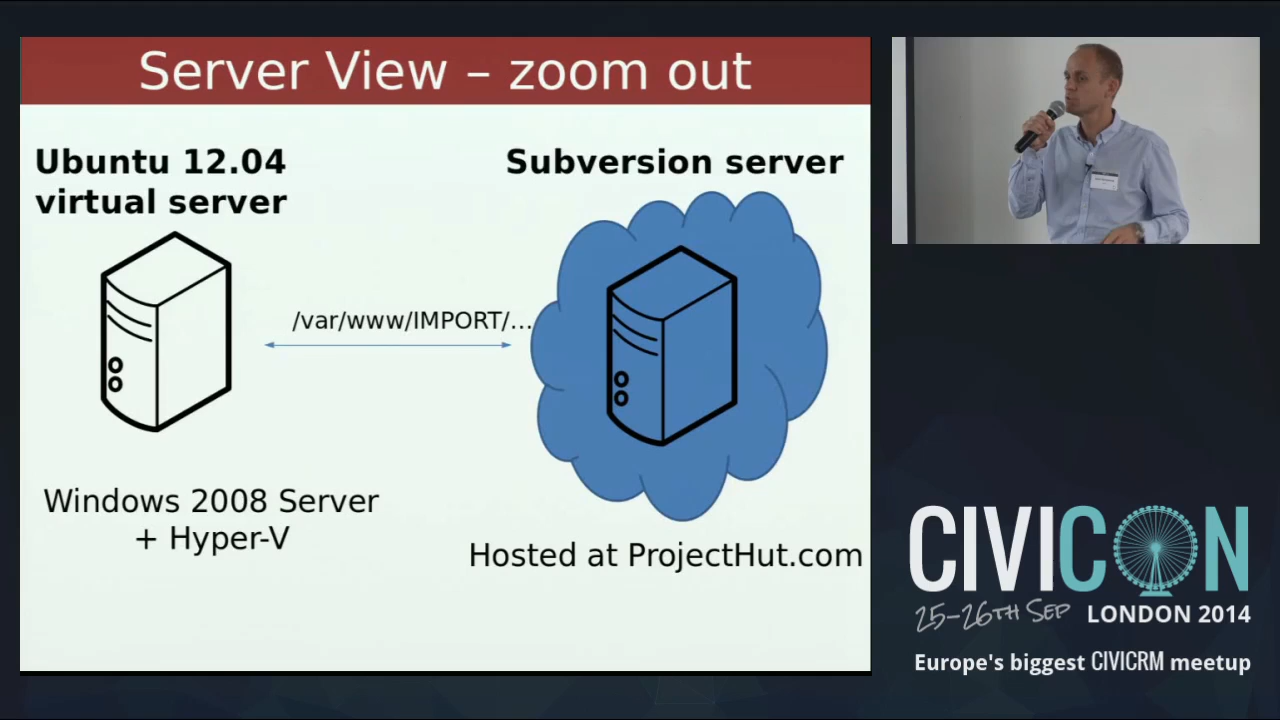 Server View – zoom out
Ubuntu 12.04
virtual server
Subversion server
/var/www/IMPORT/...
Windows 2008 Server
+ Hyper-V
Hosted at ProjectHut.com
CIVICON
25-26TH SEP LONDON 2014
Europe's biggest CIVICRM meetup